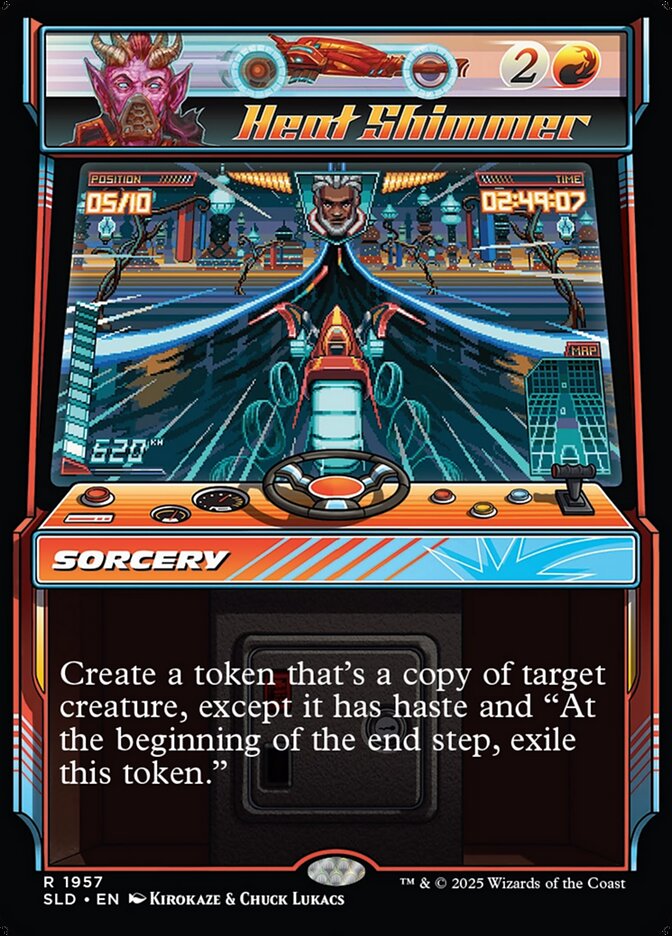 2
Heat Shimmer
POSITION
05/10
TIME
02:49:07
MAP
620 KM
SORCERY
Create a token that's a copy of target
creature, except it has haste and “At
the beginning of the end step, exile
this token.”
R 1957
SLD • EN Kirokaze & Chuck Lukacs
™ & © 2025 Wizards of the Coast